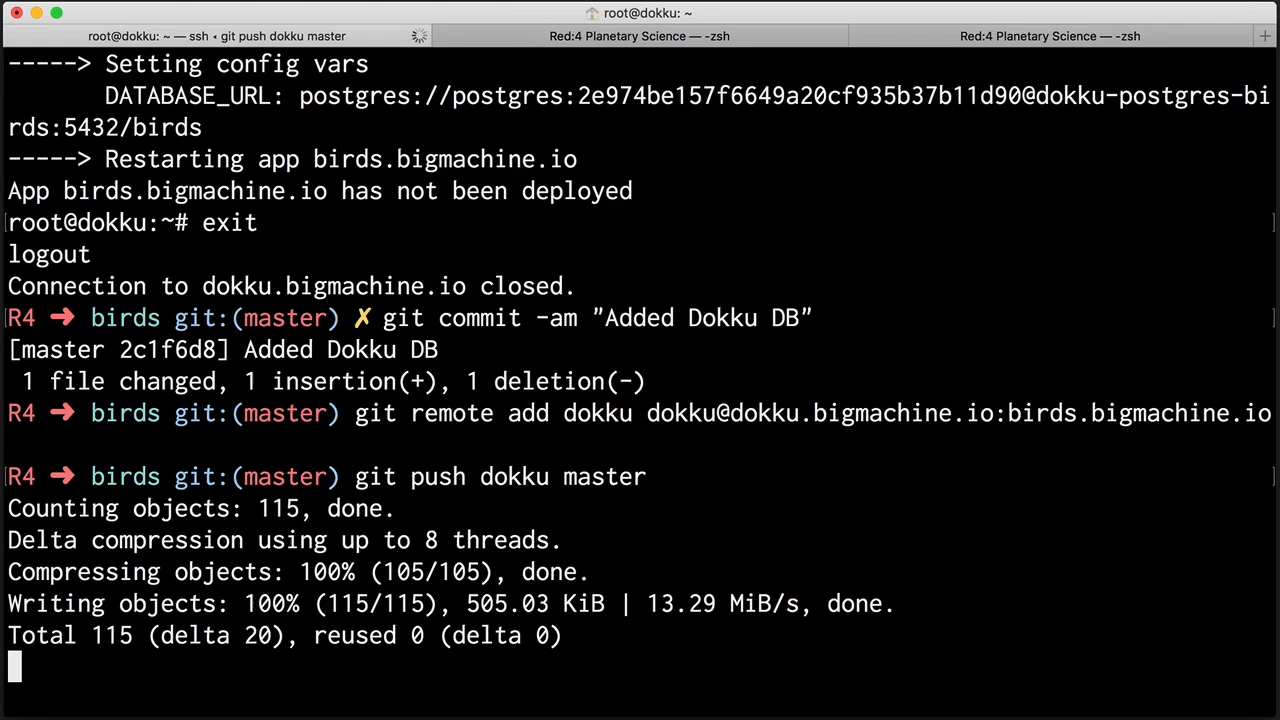 root@dokku: ~
root@dokku: ~ — ssh ◂ git push dokku master
Red:4 Planetary Science — -zsh
Red:4 Planetary Science — -zsh
+
-----> Setting config vars
DATABASE_URL: postgres://postgres:2e974be157f6649a20cf935b37b11d90@dokku-postgres-bi
rds:5432/birds
-----> Restarting app birds.bigmachine.io
App birds.bigmachine.io has not been deployed
root@dokku:~# exit
logout
Connection to dokku.bigmachine.io closed.
R4 ➜ birds git:(master) ✗ git commit -am "Added Dokku DB"
[master 2c1f6d8] Added Dokku DB
1 file changed, 1 insertion(+), 1 deletion(-)
R4 ➜ birds git:(master) git remote add dokku dokku@dokku.bigmachine.io:birds.bigmachine.io
R4 ➜ birds git:(master) git push dokku master
Counting objects: 115, done.
Delta compression using up to 8 threads.
Compressing objects: 100% (105/105), done.
Writing objects: 100% (115/115), 505.03 KiB | 13.29 MiB/s, done.
Total 115 (delta 20), reused 0 (delta 0)